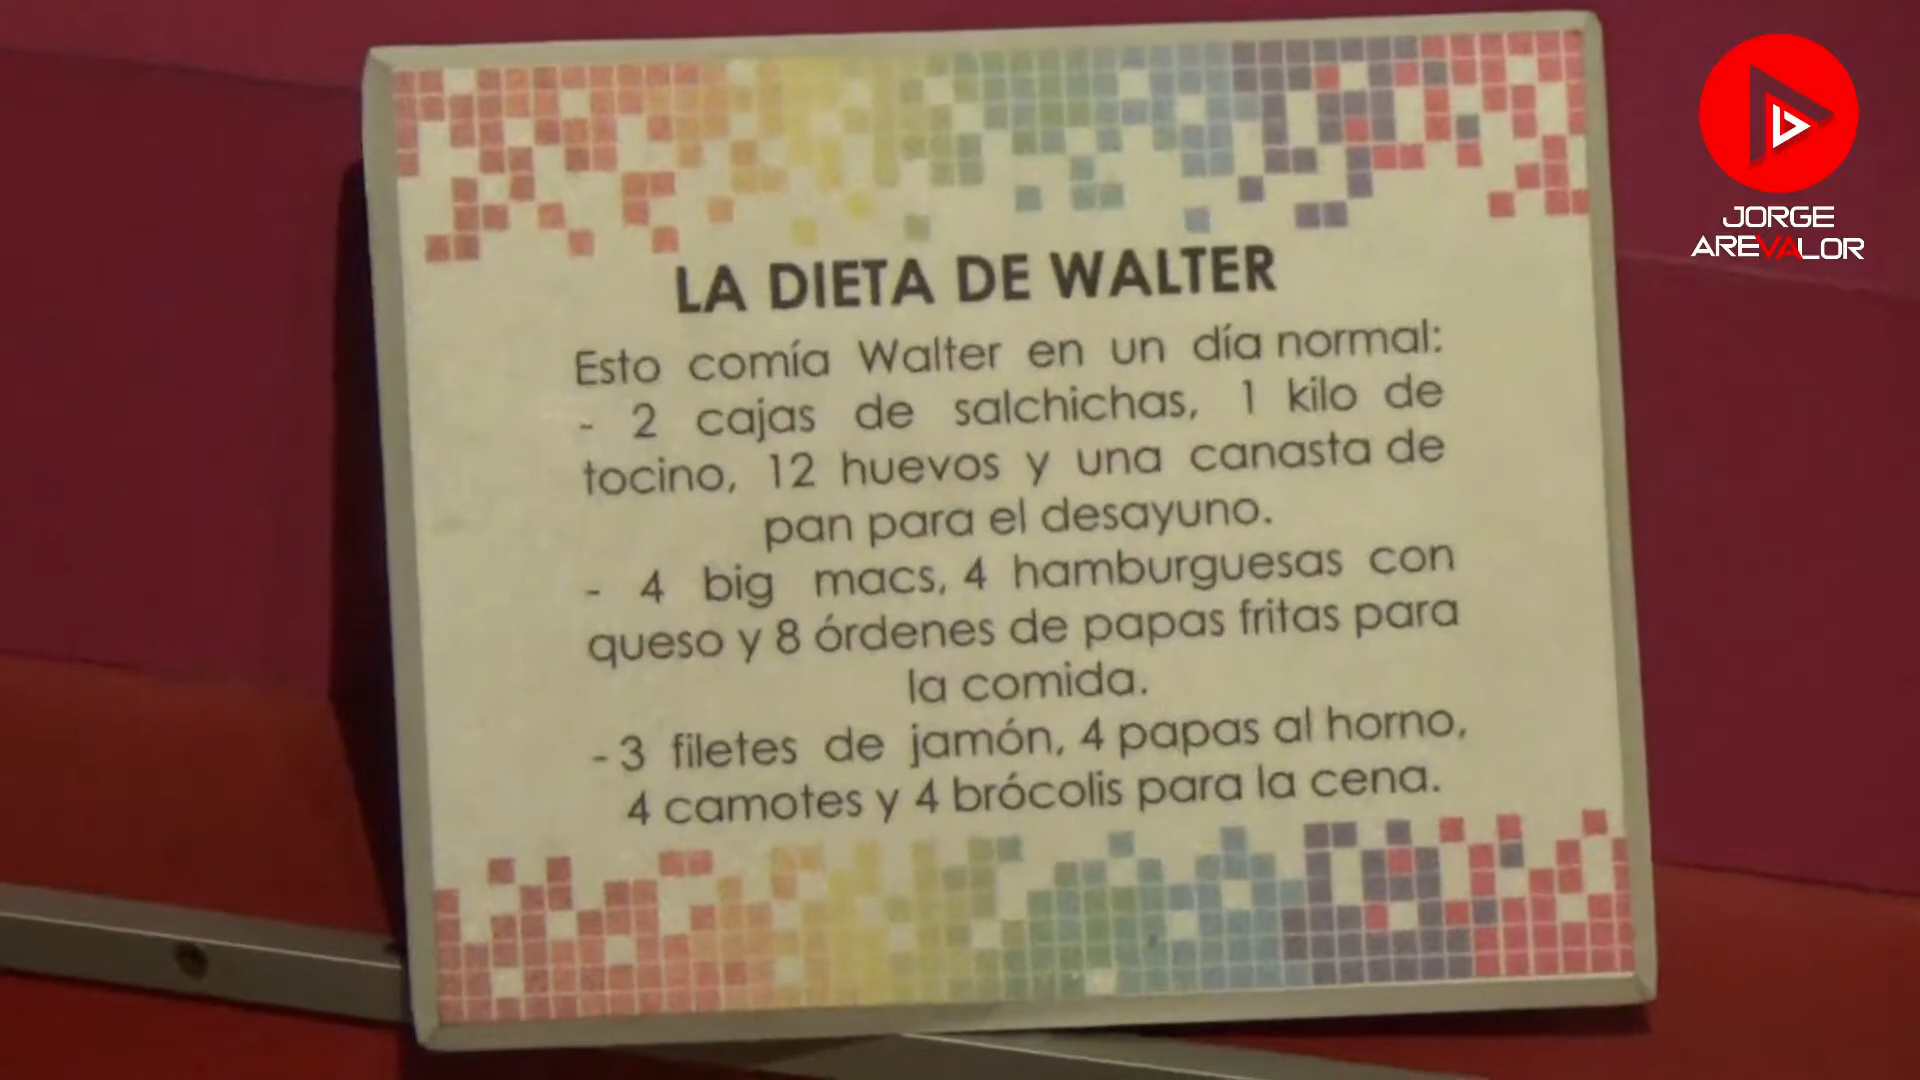 LA DIETA DE WALTER
Esto comía Walter en un día normal:
- 2 cajas de salchichas, 1 kilo de
tocino, 12 huevos y una canasta de
pan para el desayuno.
- 4 big macs, 4 hamburguesas con
queso y 8 órdenes de papas fritas para
la comida.
- 3 filetes de jamón, 4 papas al horno,
4 camotes y 4 brócolis para la cena.
JORGE
AREVALOR